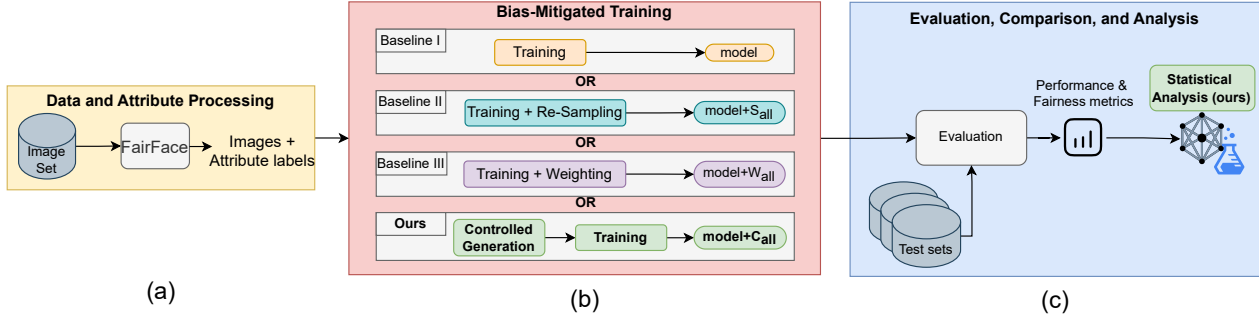 Data and Attribute Processing
Image
Set
FairFace
Images +
Attribute labels
(a)
Bias-Mitigated Training
Baseline I
Training
model
OR
Baseline II
Training + Re-Sampling
model+Sall
OR
Baseline III
Training + Weighting
model+Wall
OR
Ours
Controlled
Generation
Training
model+Call
(b)
Evaluation, Comparison, and Analysis
Evaluation
Test sets
Performance &
Fairness metrics
Statistical
Analysis (ours)
(c)